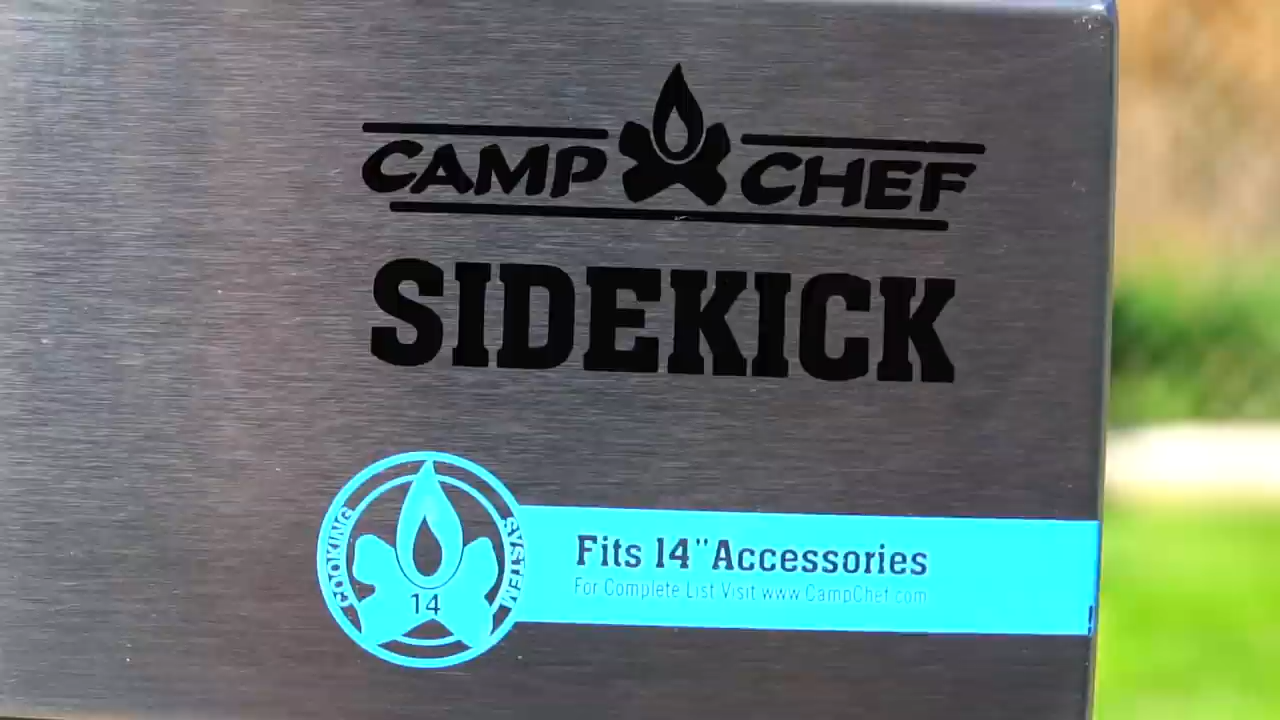 CAMP CHEF
SIDEKICK
COOKING SYSTEM
14
Fits 14" Accessories
For Complete List Visit www.CampChef.com